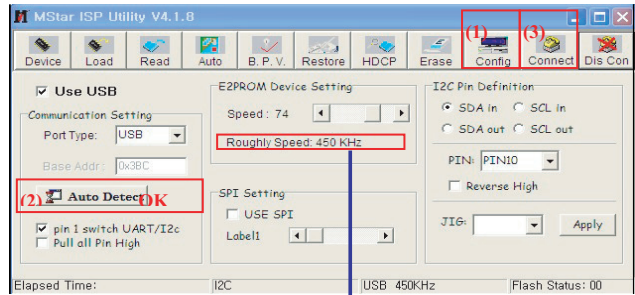 MStar ISP Utility V4.1.8
(1) (3)
Device Load Read Auto B. P. V. Restore HDCP Erase Config Connect Dis Con
Use USB
Communication Setting
Port Type: USB
Base Addr: 0x3BC
(2) Auto Detect OK
pin 1 switch UART/I2c
Pull all Pin High
E2PROM Device Setting
Speed: 74
Roughly Speed: 450 KHz
SPI Setting
USE SPI
Label1
I2C Pin Definition
SDA in SCL in
SDA out SCL out
PIN: PIN10
Reverse High
JIG: Apply
Elapsed Time: I2C USB 450KHz Flash Status: 00